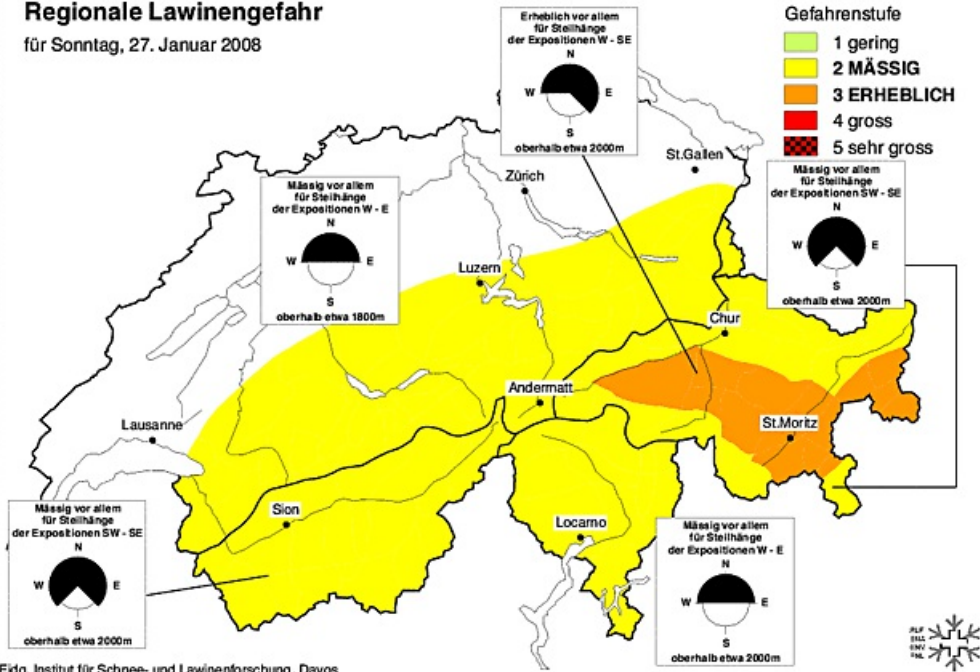 Regionale Lawinengefahr
für Sonntag, 27. Januar 2008
Erheblich vor allem
für Steilhänge
der Expositionen W - SE
N
W E
S
oberhalb etwa 2000m
Gefahrenstufe
1 gering
2 MÄSSIG
3 ERHEBLICH
4 gross
5 sehr gross
St.Gallen
Zürich
Mässig vor allem
für Steilhänge
der Expositionen SW - SE
N
W E
S
oberhalb etwa 2000m
Mässig vor allem
für Steilhänge
der Expositionen W - E
N
W E
S
oberhalb etwa 1800m
Luzern
Chur
Andermatt
Lausanne
St.Moritz
Sion
Locarno
Mässig vor allem
für Steilhänge
der Expositionen SW - SE
N
W E
S
oberhalb etwa 2000m
Mässig vor allem
für Steilhänge
der Expositionen W - E
N
W E
S
oberhalb etwa 2000m
Eidg. Institut für Schnee- und Lawinenforschung, Davos